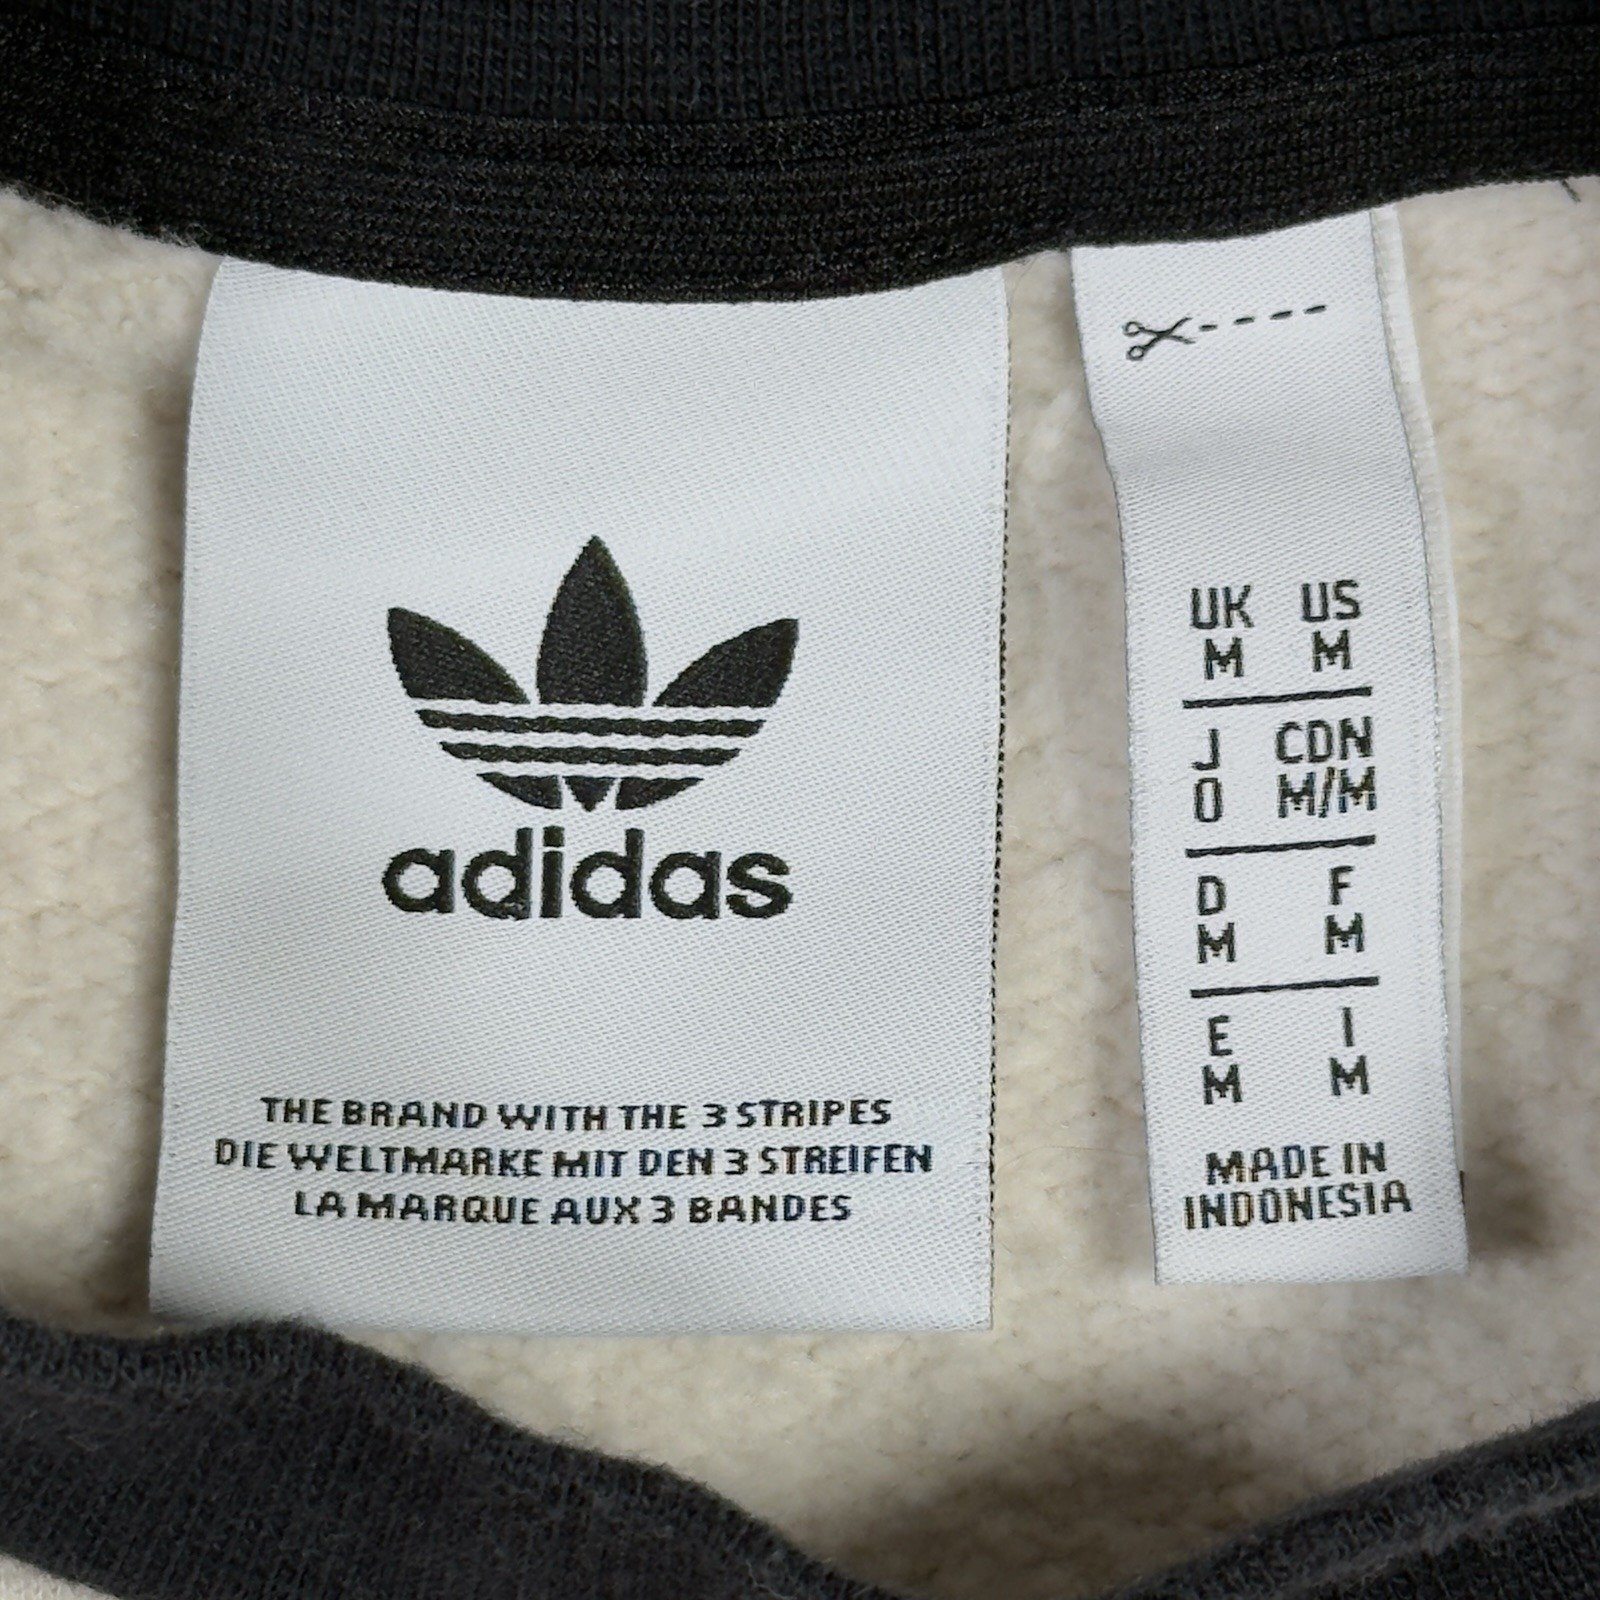 adidas
THE BRAND WITH THE 3 STRIPES
DIE WELTMARKE MIT DEN 3 STREIFEN
LA MARQUE AUX 3 BANDES
UK US
M M
J CDN
O M/M
D F
M M
E I
M M
MADE IN
INDONESIA